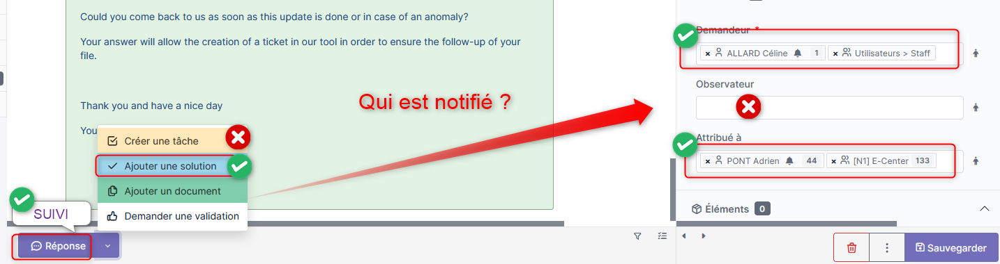 Could you come back to us as soon as this update is done or in case of an anomaly?
Your answer will allow the creation of a ticket in our tool in order to ensure the follow-up of your
file.
Thank you and have a nice day
You
Créer une tâche
Ajouter une solution
Ajouter un document
Demander une validation
SUIVI
Réponse
Qui est notifié ?
Demandeur *
× ALLARD Céline 1 × Utilisateurs > Staff
Observateur
Attribué à
× PONT Adrien 44 × [N1] E-Center 133
Éléments 0
Sauvegarder